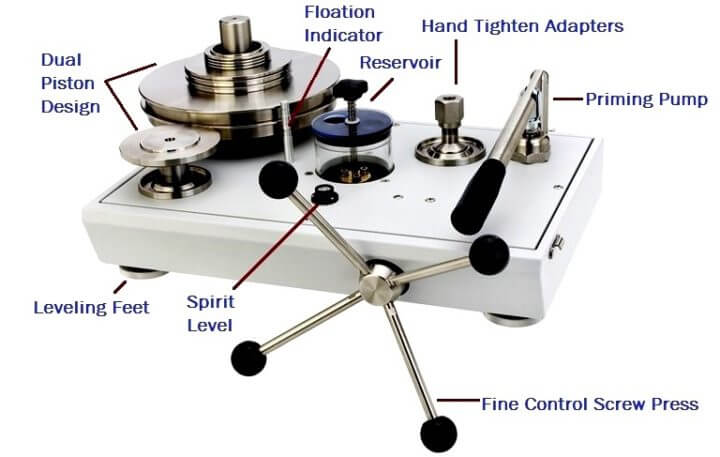 Floation
Indicator
Hand Tighten Adapters
Dual
Piston
Design
Reservoir
Priming Pump
Leveling Feet
Spirit
Level
Fine Control Screw Press